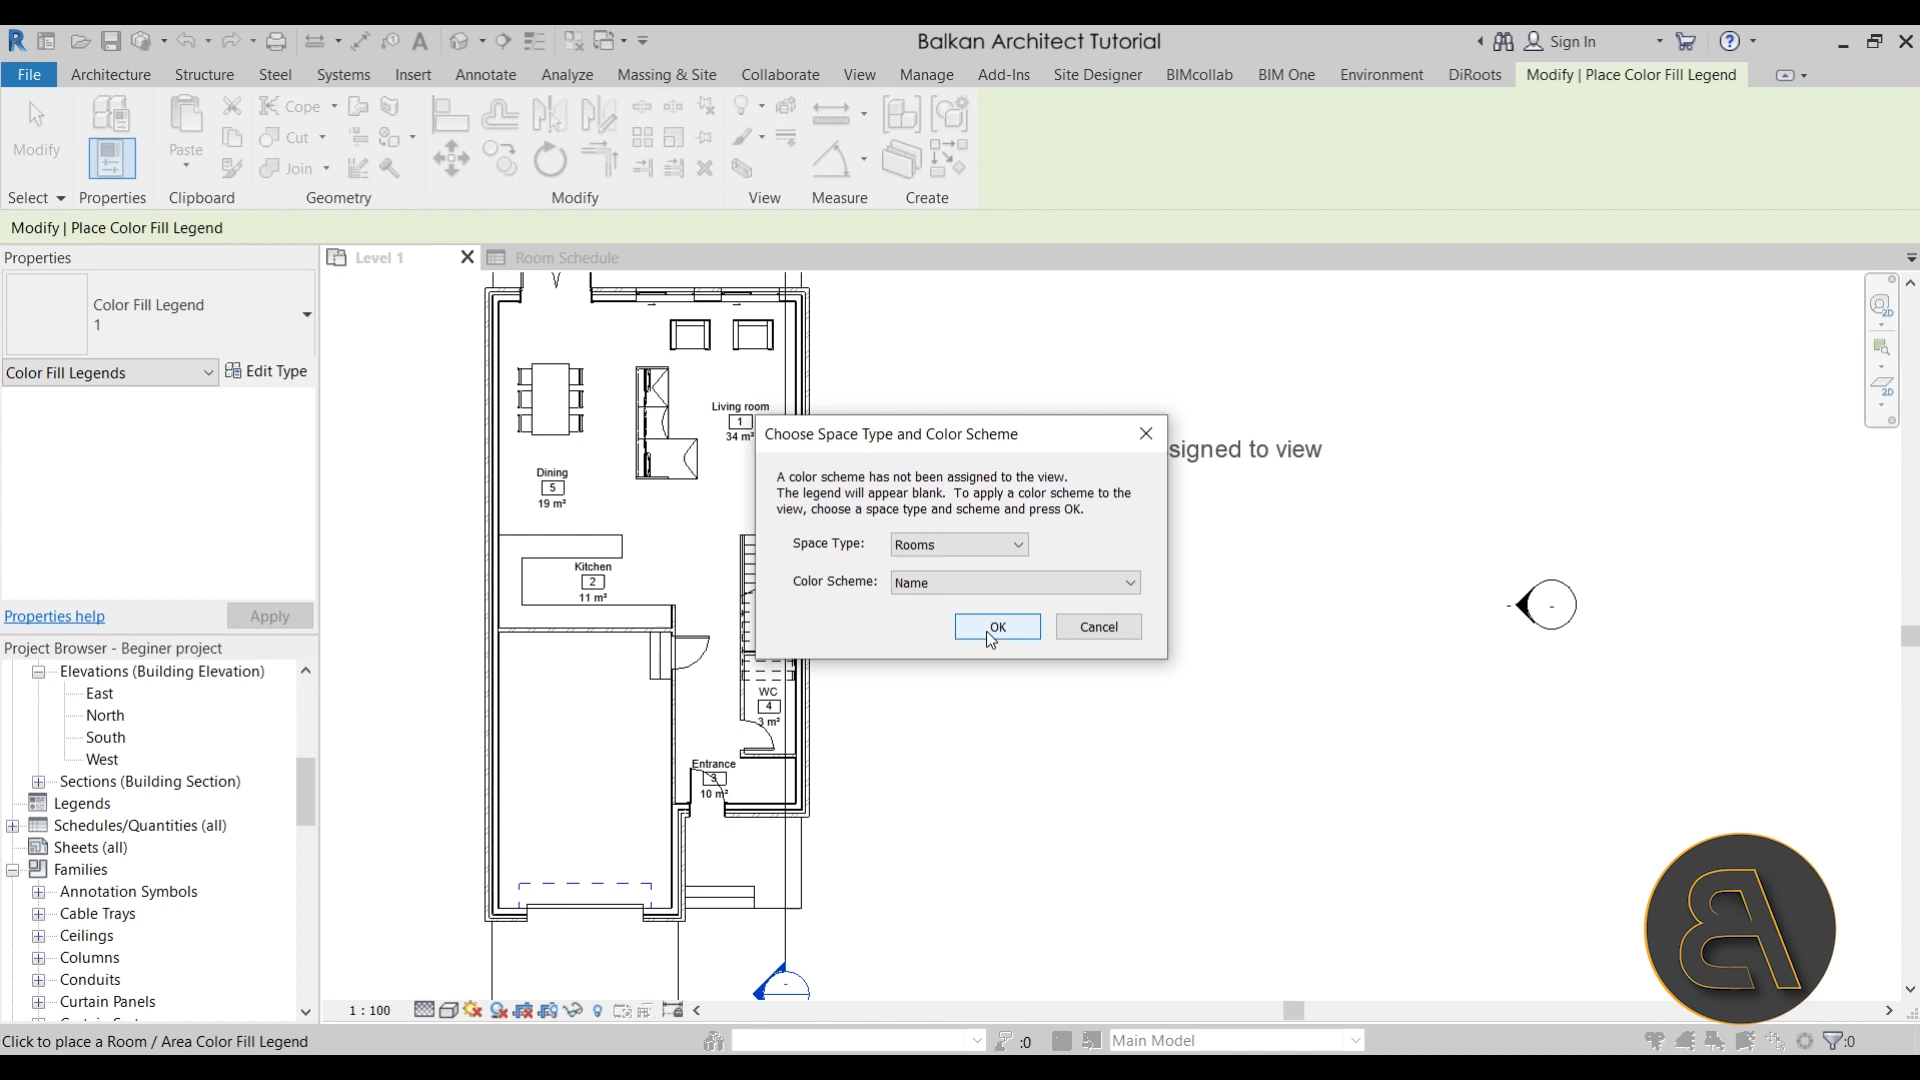 Balkan Architect Tutorial
Sign In
File
Architecture
Structure
Steel
Systems
Insert
Annotate
Analyze
Massing & Site
Collaborate
View
Manage
Add-Ins
Site Designer
BIMcollab
BIM One
Environment
DiRoots
Modify | Place Color Fill Legend
Modify
Paste
Cope
Cut
Join
Select
Properties
Clipboard
Geometry
Modify
View
Measure
Create
Modify | Place Color Fill Legend
Properties
Color Fill Legend
1
Color Fill Legends
Edit Type
Properties help
Apply
Project Browser - Beginer project
Elevations (Building Elevation)
East
North
South
West
Sections (Building Section)
Legends
Schedules/Quantities (all)
Sheets (all)
Families
Annotation Symbols
Cable Trays
Ceilings
Columns
Conduits
Curtain Panels
Level 1
Room Schedule
Living room
1
34 m²
Dining
5
19 m²
Kitchen
2
11 m²
WC
4
3 m²
Entrance
3
10 m²
signed to view
Choose Space Type and Color Scheme
A color scheme has not been assigned to the view.
The legend will appear blank. To apply a color scheme to the
view, choose a space type and scheme and press OK.
Space Type:
Rooms
Color Scheme:
Name
OK
Cancel
2D
2D
1 : 100
Click to place a Room / Area Color Fill Legend
:0
Main Model
:0